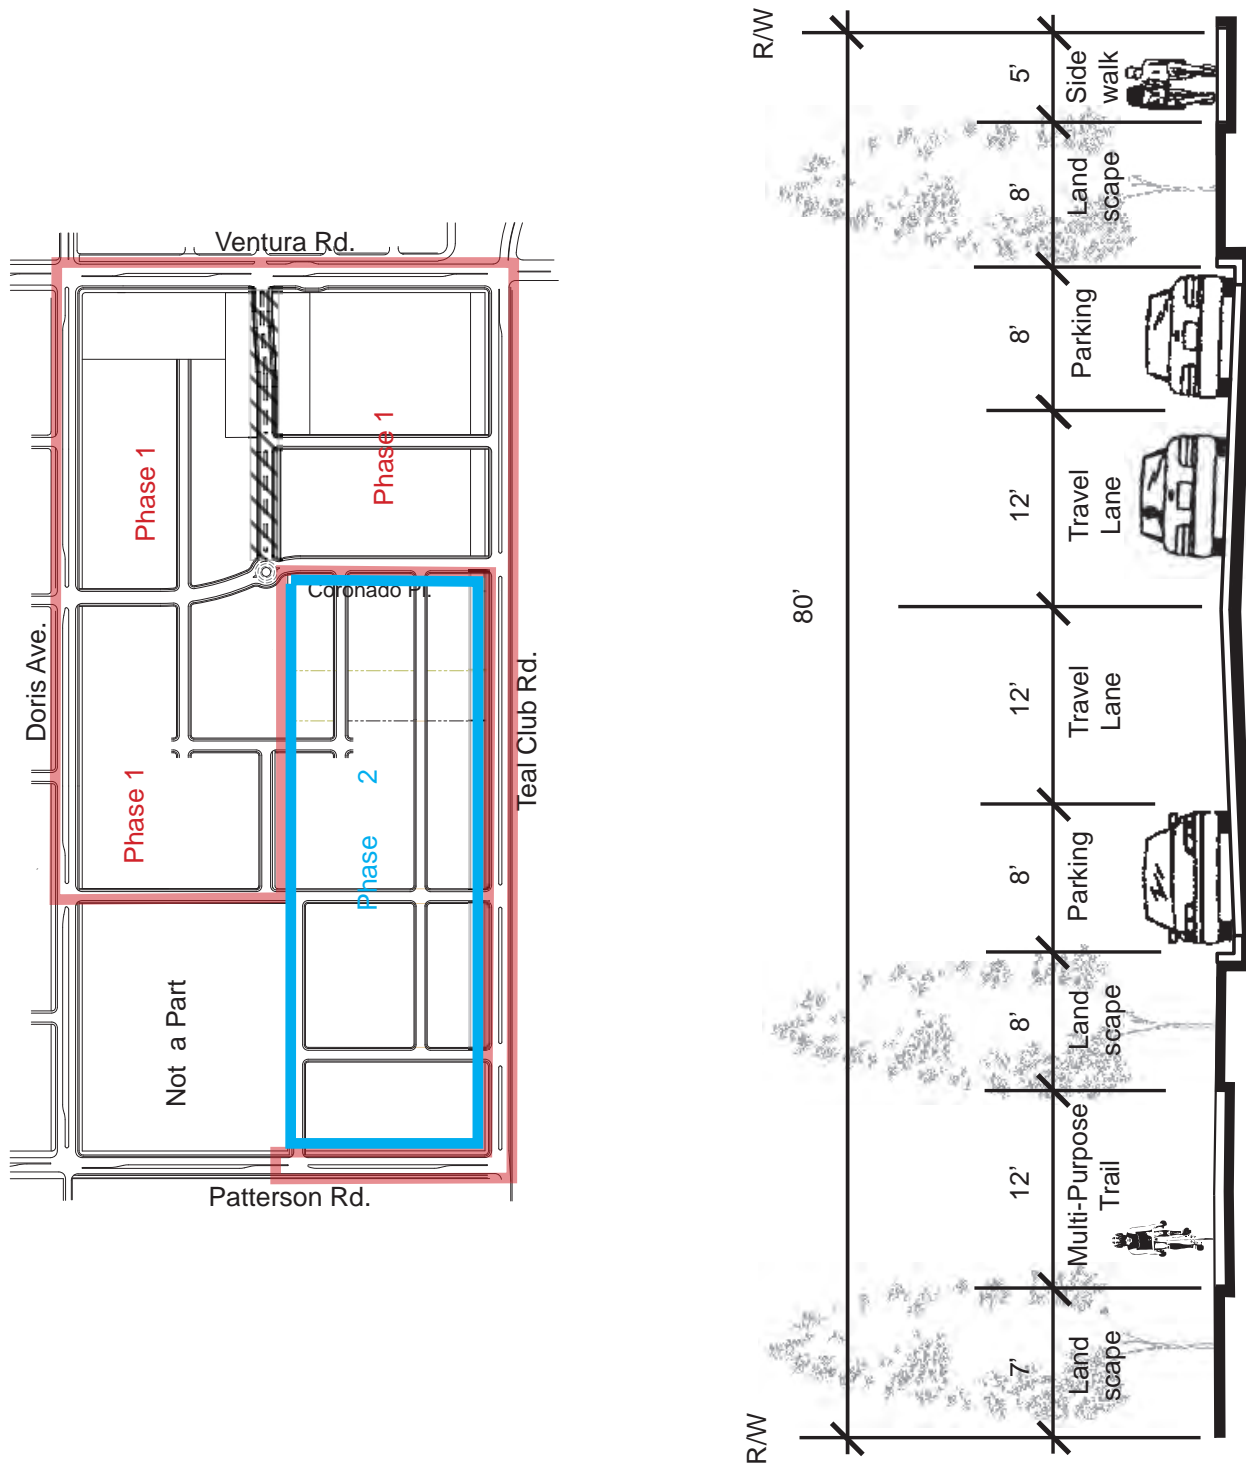 Ventura Rd.
Phase 1
Phase 1
Coronado Pl.
Doris Ave.
Teal Club Rd.
Phase 1
Phase 2
Not a Part
Patterson Rd.
R/W
80’
R/W
7’
12’
8’
8’
12’
12’
8’
8’
5’
Land
scape
Multi-Purpose
Trail
Land
scape
Parking
Travel
Lane
Travel
Lane
Parking
Land
scape
Side
walk